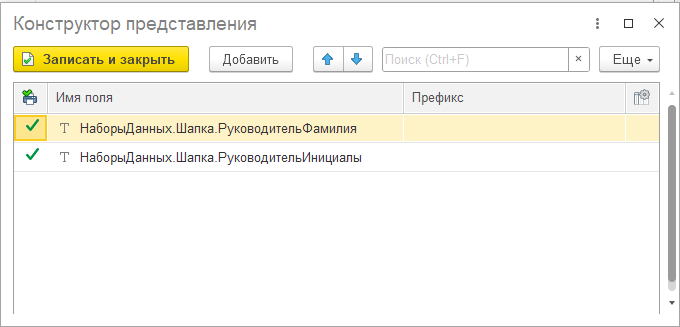 Конструктор представления
Записать и закрыть Добавить Поиск (Ctrl+F) × Еще
Имя поля Префикс
T НаборыДанных.Шапка.РуководительФамилия
T НаборыДанных.Шапка.РуководительИнициалы